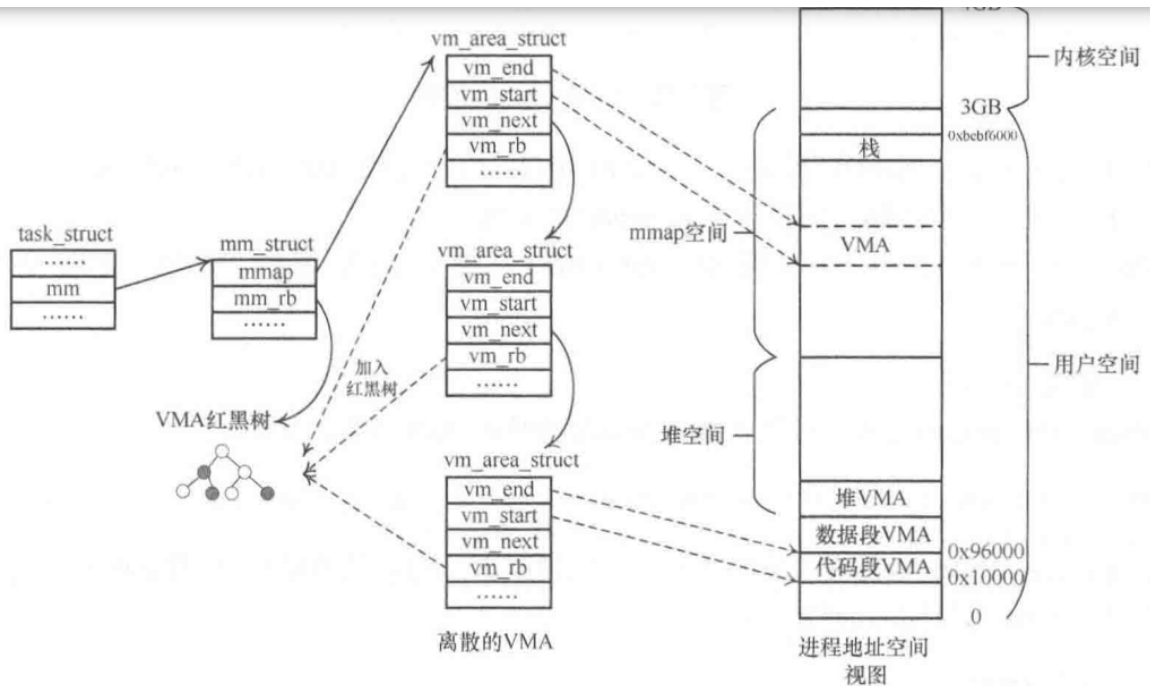 task_struct
……
mm
……
mm_struct
mmap
mm_rb
……
VMA红黑树
加入
红黑树
vm_area_struct
vm_end
vm_start
vm_next
vm_rb
……
vm_area_struct
vm_end
vm_start
vm_next
vm_rb
……
vm_area_struct
vm_end
vm_start
vm_next
vm_rb
……
离散的VMA
mmap空间
堆空间
栈
VMA
堆VMA
数据段VMA
代码段VMA
进程地址空间
视图
3GB
0xbebf6000
0x96000
0x10000
0
内核空间
用户空间